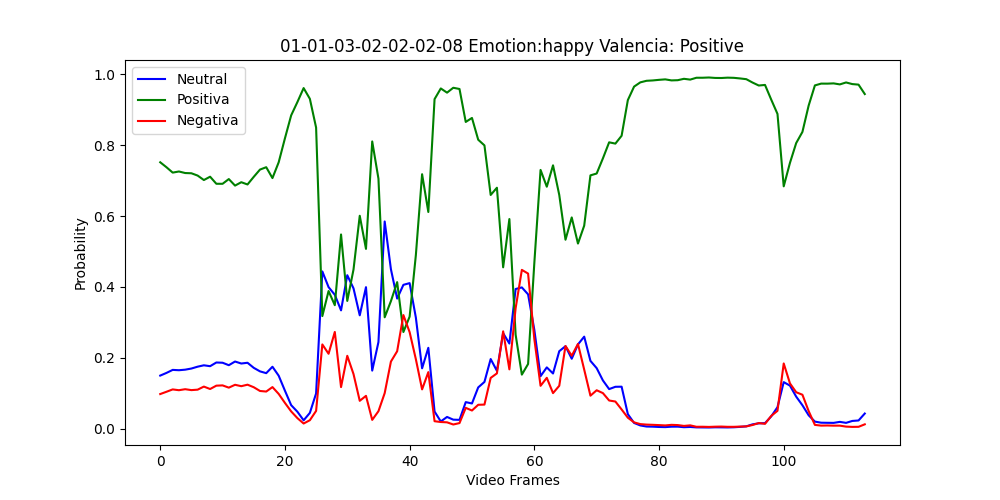 01-01-03-02-02-02-08 Emotion:happy Valencia: Positive
Neutral
Positiva
Negativa
1.0
0.8
0.6
0.4
0.2
0.0
Probability
0 20 40 60 80 100
Video Frames